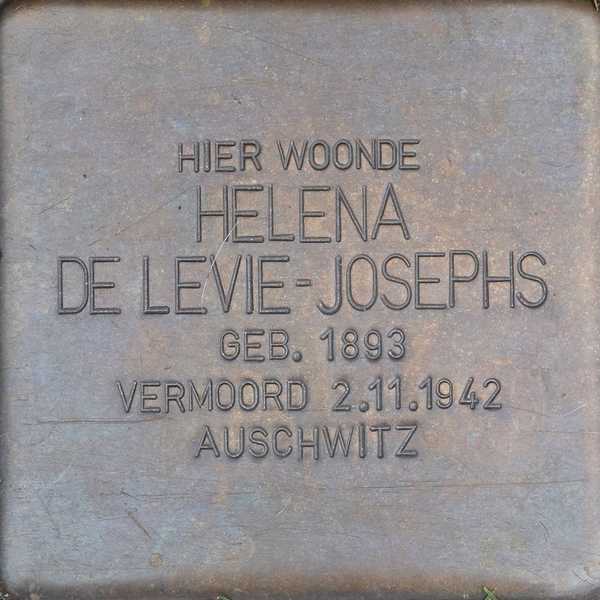 HIER WOONDE
HELENA
DE LEVIE-JOSEPHS
GEB. 1893
VERMOORD 2.11.1942
AUSCHWITZ